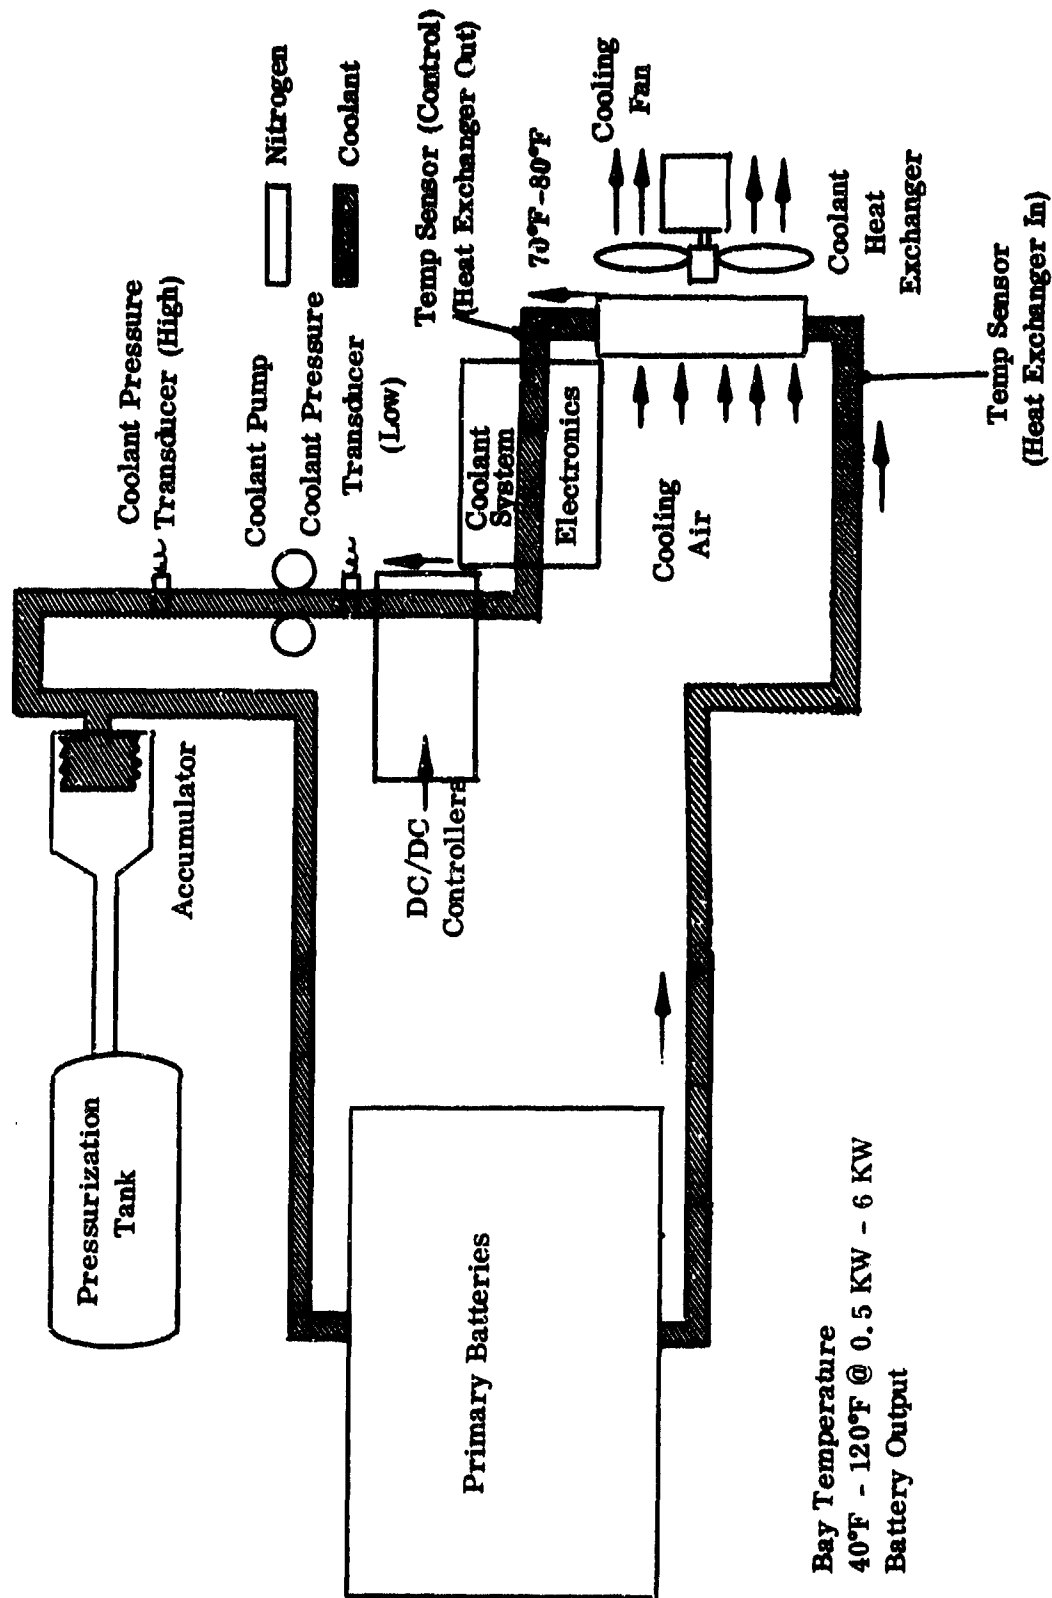 Pressurization
Tank
Accumulator
Coolant Pressure
Transducer (High)
Coolant Pump
Coolant Pressure
Transducer
(Low)
Nitrogen
Coolant
Temp Sensor (Control)
(Heat Exchanger Out)
70°F-80°F
Cooling
Fan
DC/DC
Controllers
Coolant
System
Electronics
Cooling
Air
Coolant
Heat
Exchanger
Primary Batteries
Temp Sensor
(Heat Exchanger In)
Bay Temperature
40°F - 120°F @ 0.5 KW - 6 KW
Battery Output